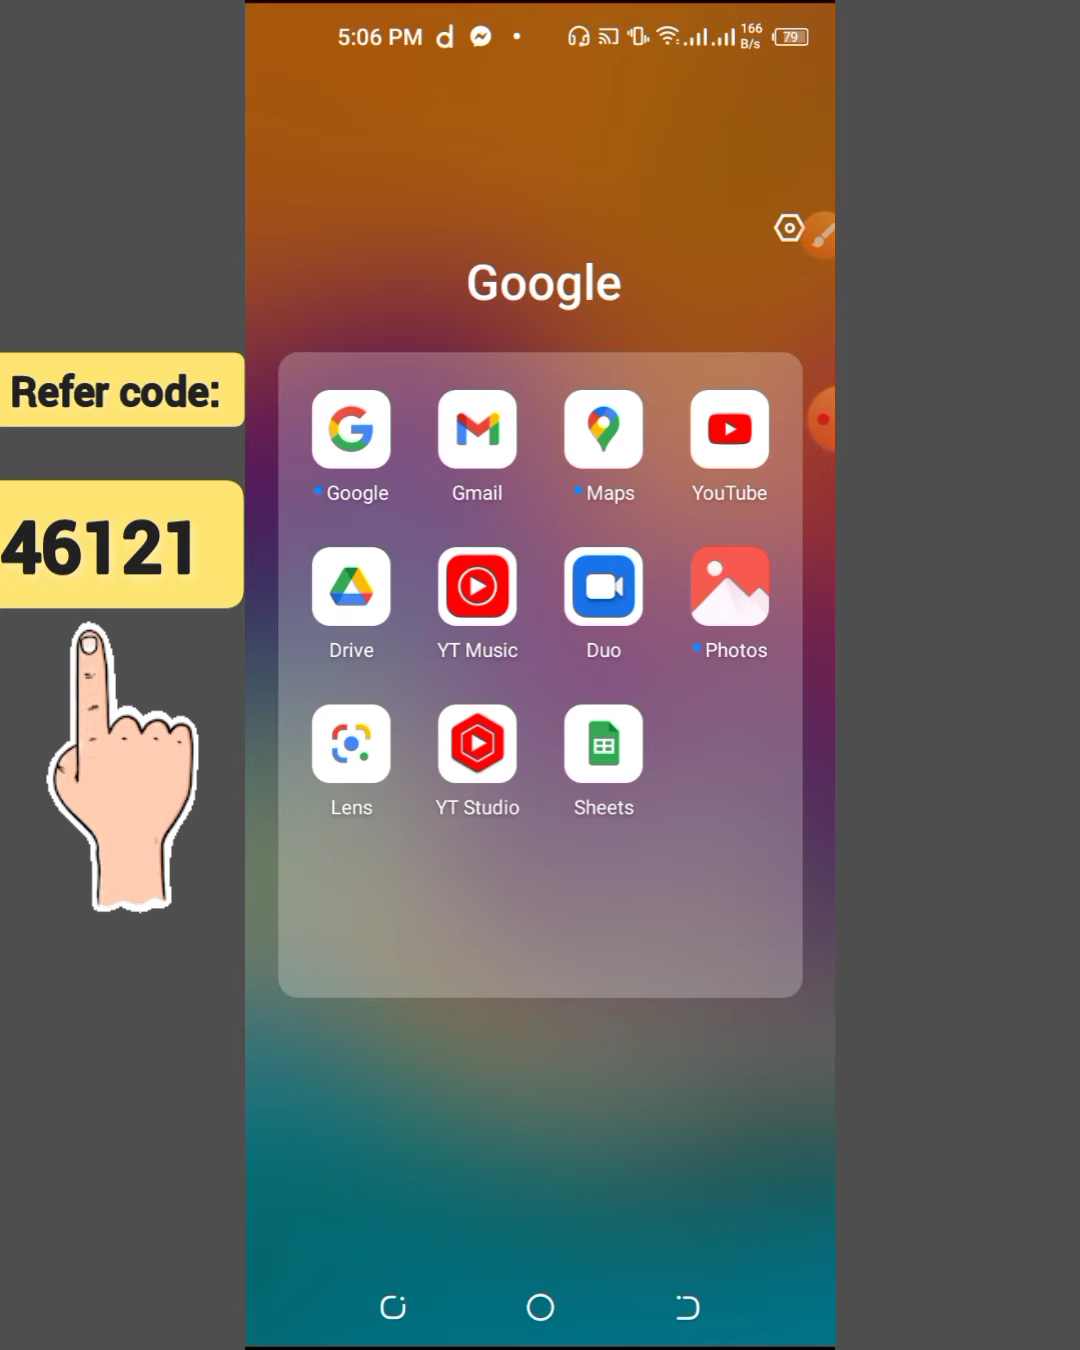 5:06 PM
166
B/s
79
Google
Refer code:
46121
Google Gmail Maps YouTube
Drive YT Music Duo Photos
Lens YT Studio Sheets